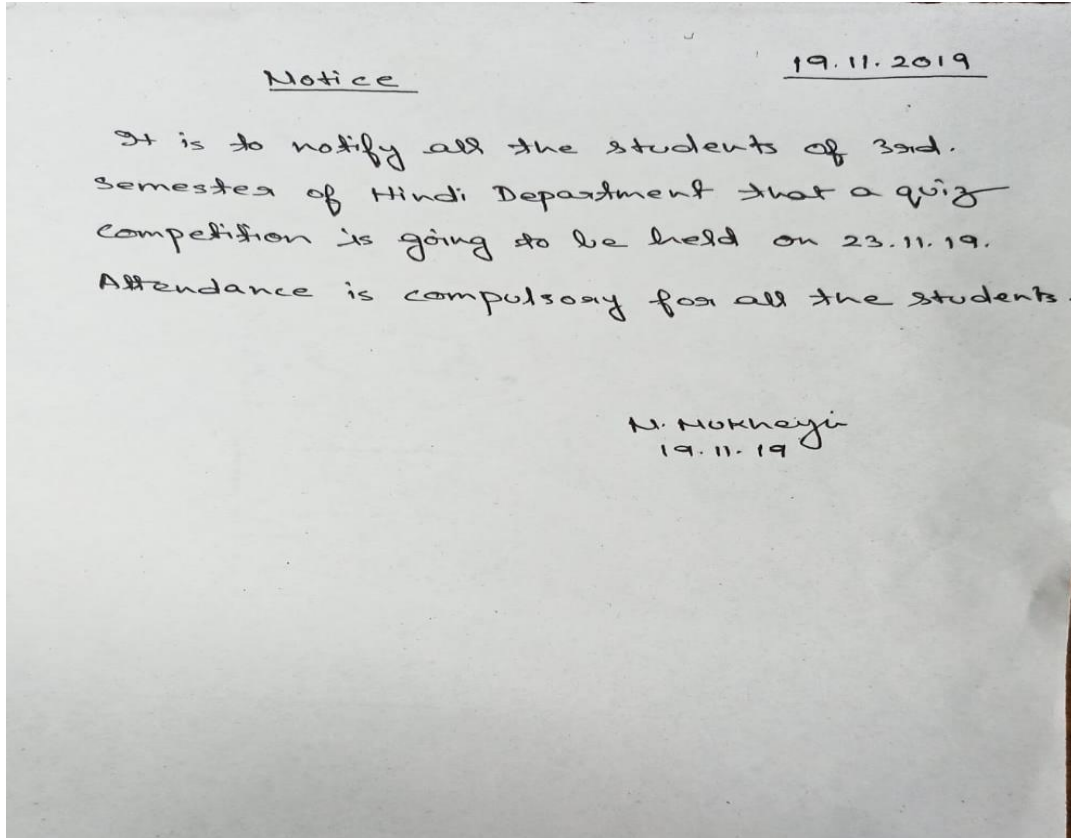 19.11.2019
Notice
It is to notify all the students of 3rd.
semester of Hindi Department that a quiz
competition is going to be held on 23.11.19.
Attendance is compulsory for all the students.
N. Mukherji
19.11.19